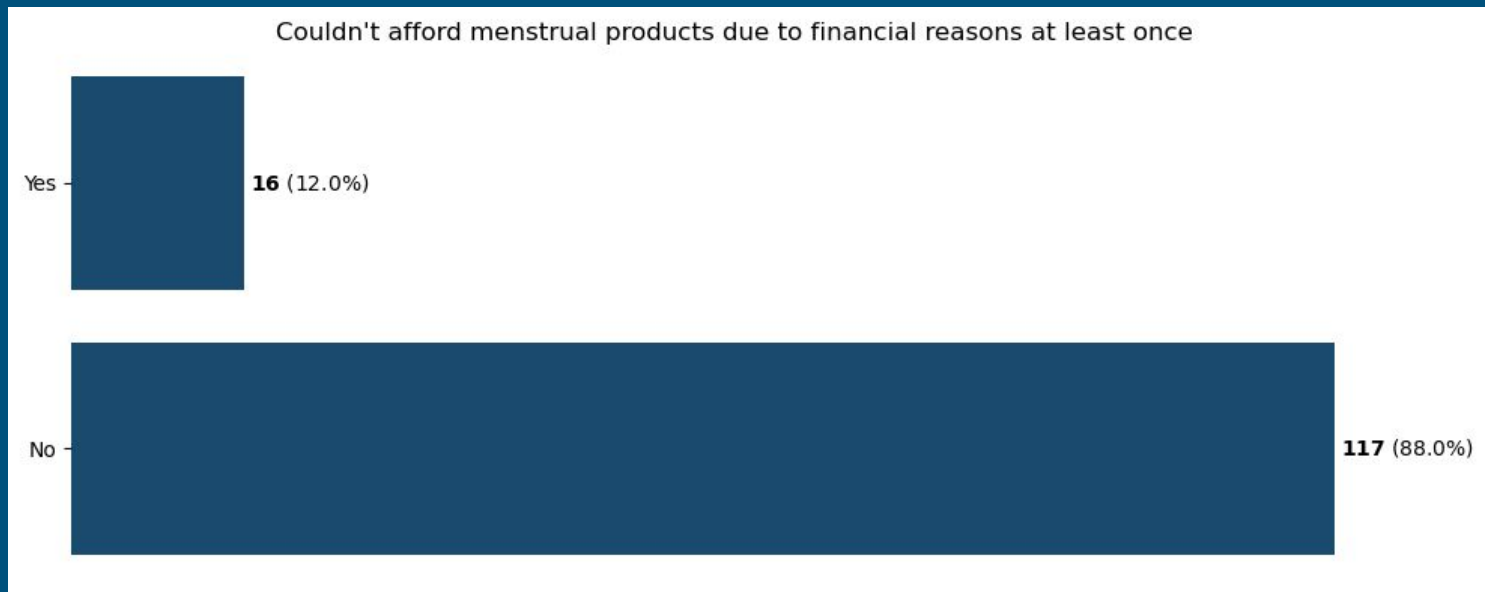 Couldn't afford menstrual products due to financial reasons at least once
Yes 16 (12.0%)
No 117 (88.0%)